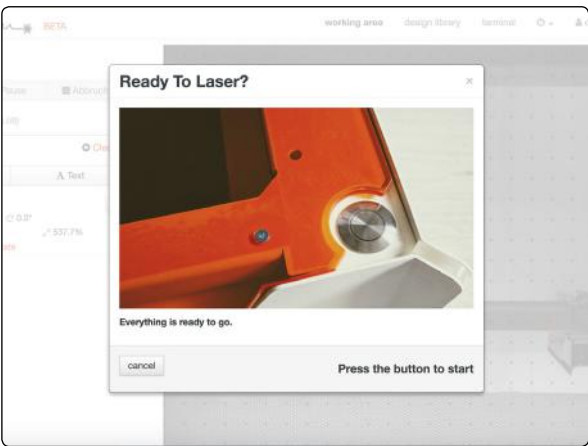 BETA
working area design library terminal
Ready To Laser? ×
Pause Abbruch
A Text
0.0°
537.7%
Everything is ready to go.
cancel Press the button to start